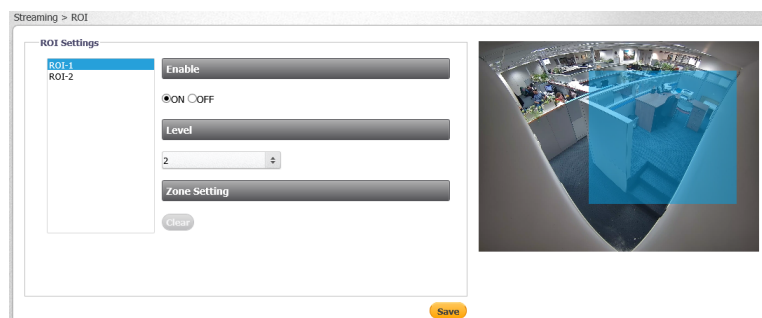 Streaming > ROI
ROI Settings
ROI-1
ROI-2
Enable
ON OFF
Level
2
Zone Setting
Clear
Save